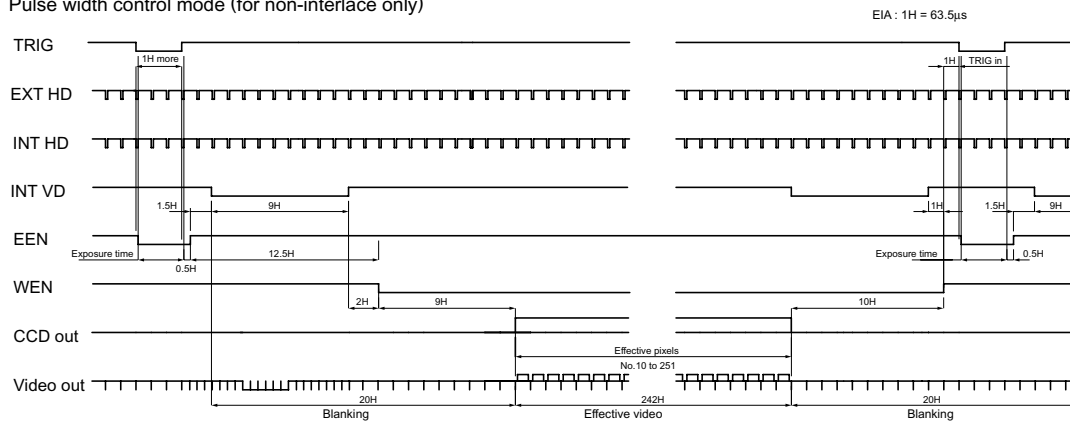 Pulse width control mode (for non-interlace only)
EIA : 1H = 63.5µs
TRIG
1H more
1H
TRIG in
EXT HD
INT HD
INT VD
1.5H
9H
1H
1.5H
9H
EEN
Exposure time
0.5H
12.5H
Exposure time
0.5H
WEN
2H
9H
10H
CCD out
Effective pixels
No.10 to 251
Video out
20H
242H
20H
Blanking
Effective video
Blanking